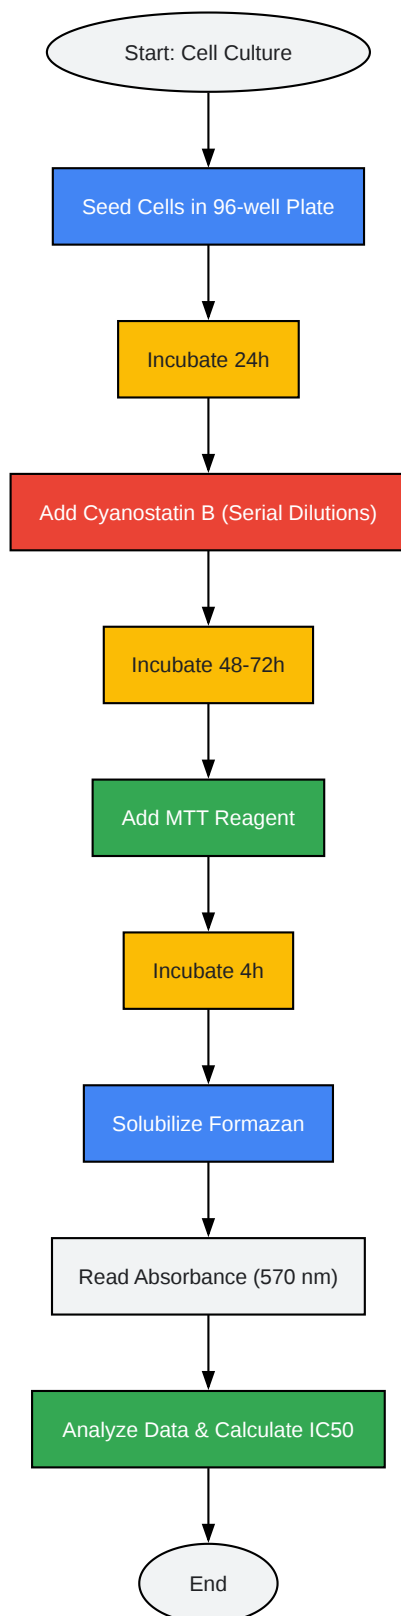 Start: Cell Culture
Seed Cells in 96-well Plate
Incubate 24h
Add Cyanostatin B (Serial Dilutions)
Incubate 48-72h
Add MTT Reagent
Incubate 4h
Solubilize Formazan
Read Absorbance (570 nm)
Analyze Data & Calculate IC50
End